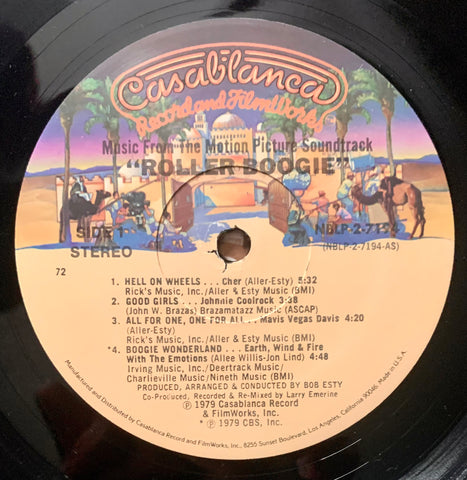 Casablanca
Record and FilmWorks
Music From The Motion Picture Soundtrack
"ROLLER BOOGIE"
SIDE 1
STEREO
NBLP-2-7194
(NBLP-2-7194-AS)
72
1. HELL ON WHEELS . . . Cher (Aller-Esty) 5:32
Rick's Music, Inc./Aller & Esty Music (BMI)
2. GOOD GIRLS . . . Johnnie Coolrock 3:38
(John W. Brazas) Brazamatazz Music (ASCAP)
3. ALL FOR ONE, ONE FOR ALL . . . Mavis Vegas Davis 4:20
(Aller-Esty)
Rick's Music, Inc./Aller & Esty Music (BMI)
*4. BOOGIE WONDERLAND . . . Earth, Wind & Fire
With The Emotions (Allee Willis-Jon Lind) 4:48
Irving Music, Inc./Deertrack Music/
Charlieville Music/Nineth Music (BMI)
PRODUCED, ARRANGED & CONDUCTED BY BOB ESTY
Co-Produced, Recorded & Re-Mixed by Larry Emerine
℗ 1979 Casablanca Record
& FilmWorks, Inc.
* ℗ 1979 CBS, Inc.
Manufactured and Distributed by Casablanca Record and FilmWorks, Inc., 8255 Sunset Boulevard, Los Angeles, California 90046, Made in U.S.A.